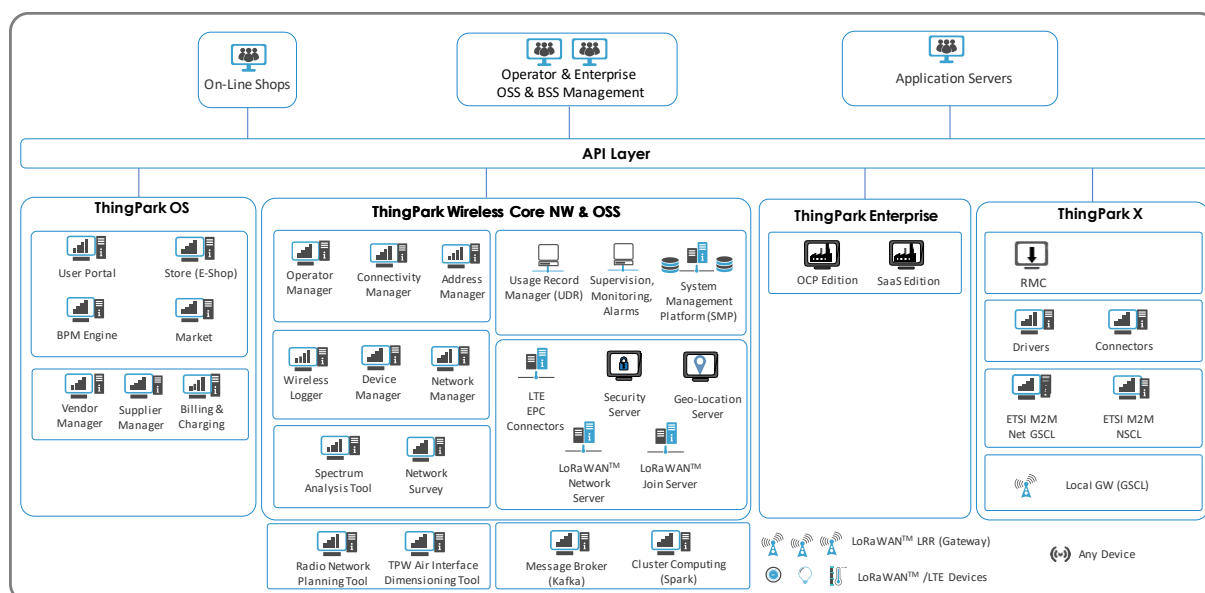 On-Line Shops
Operator & Enterprise
OSS & BSS Management
Application Servers
API Layer
ThingPark OS
User Portal
Store (E-Shop)
BPM Engine
Market
Vendor
Manager
Supplier
Manager
Billing &
Charging
ThingPark Wireless Core NW & OSS
Operator
Manager
Connectivity
Manager
Address
Manager
Wireless
Logger
Device
Manager
Network
Manager
Spectrum
Analysis Tool
Network
Survey
Usage Record
Manager (UDR)
Supervision,
Monitoring,
Alarms
System
Management
Platform (SMP)
LTE
EPC
Connectors
Security
Server
Geo-Location
Server
LoRaWAN™
Network
Server
LoRaWAN™
Join Server
Radio Network
Planning Tool
TPW Air Interface
Dimensioning Tool
Message Broker
(Kafka)
Cluster Computing
(Spark)
ThingPark Enterprise
OCP Edition
SaaS Edition
ThingPark X
RMC
Drivers
Connectors
ETSI M2M
Net GSCL
ETSI M2M
NSCL
Local GW (GSCL)
LoRaWAN™ LRR (Gateway)
LoRaWAN™ /LTE Devices
Any Device